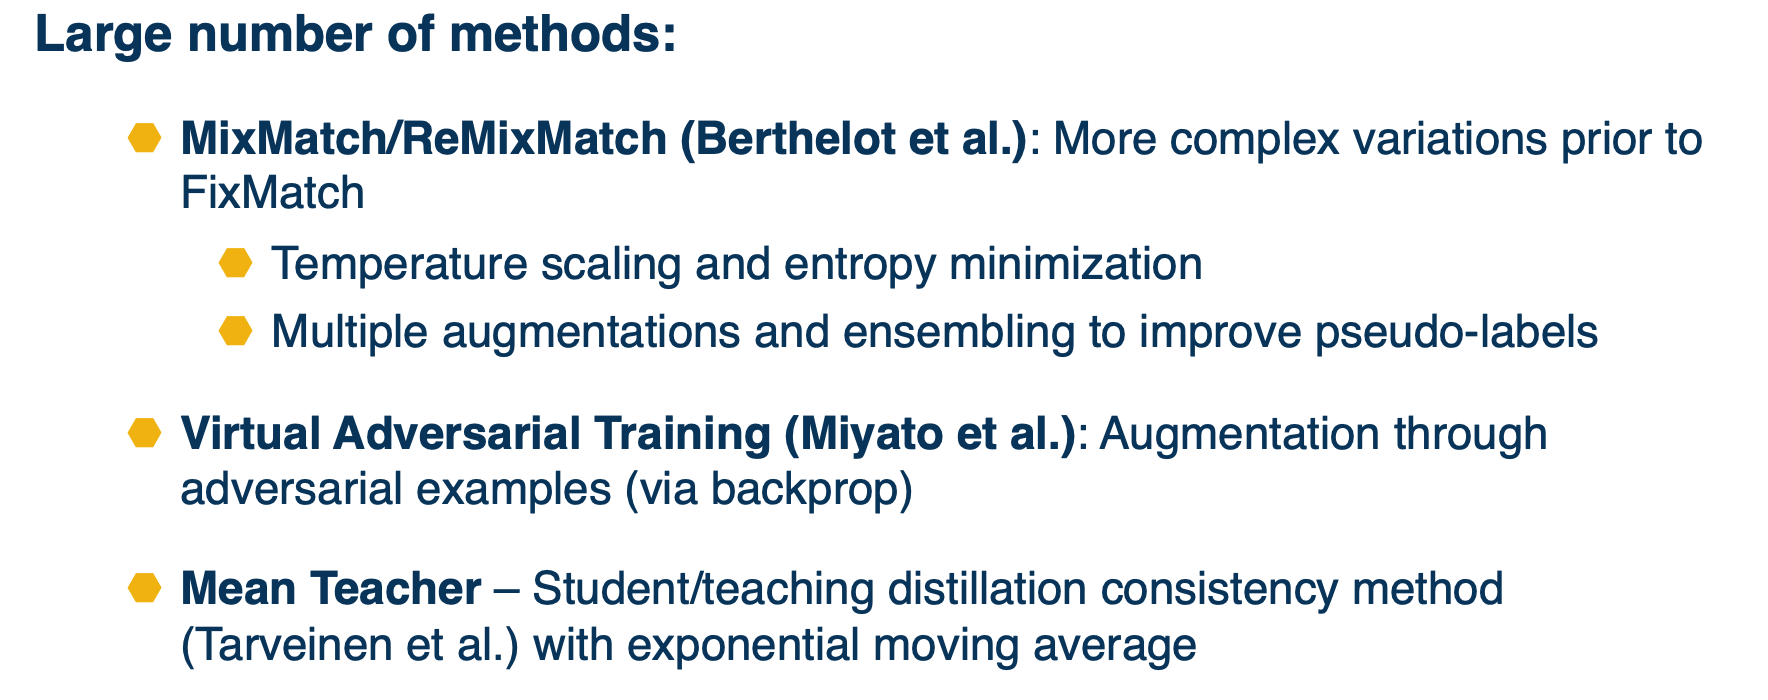 Large number of methods:
MixMatch/ReMixMatch (Berthelot et al.): More complex variations prior to
FixMatch
Temperature scaling and entropy minimization
Multiple augmentations and ensembling to improve pseudo-labels
Virtual Adversarial Training (Miyato et al.): Augmentation through
adversarial examples (via backprop)
Mean Teacher – Student/teaching distillation consistency method
(Tarveinen et al.) with exponential moving average